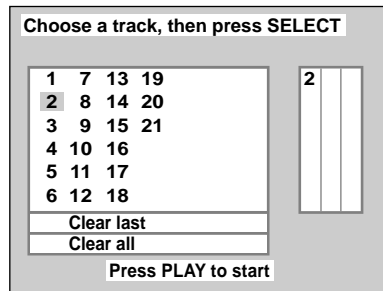 Choose a track, then press SELECT
1 7 13 19 2
2 8 14 20
3 9 15 21
4 10 16
5 11 17
6 12 18
Clear last
Clear all
Press PLAY to start